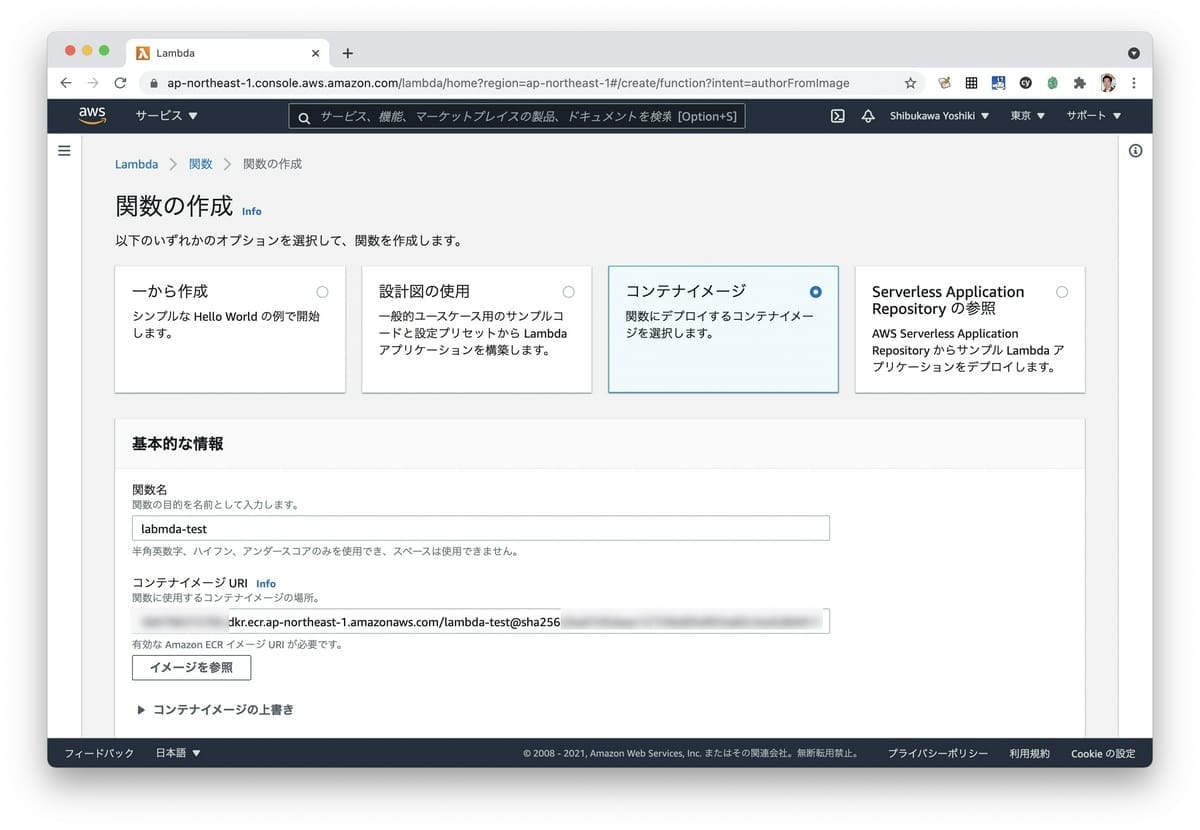 Lambda
ap-northeast-1.console.aws.amazon.com/lambda/home?region=ap-northeast-1#/create/function?intent=authorFromImage
aws サービス ▼ サービス、機能、マーケットプレイスの製品、ドキュメントを検索 [Option+S] Shibukawa Yoshiki ▼ 東京 ▼ サポート ▼
Lambda > 関数 > 関数の作成
関数の作成 Info
以下のいずれかのオプションを選択して、関数を作成します。
一から作成
シンプルな Hello World の例で開始
します。
設計図の使用
一般的ユースケース用のサンプルコ
ードと設定プリセットから Lambda
アプリケーションを構築します。
コンテナイメージ
関数にデプロイするコンテナイメー
ジを選択します。
Serverless Application
Repository の参照
AWS Serverless Application
Repository からサンプル Lambda ア
プリケーションをデプロイします。
基本的な情報
関数名
関数の目的を名前として入力します。
labmda-test
半角英数字、ハイフン、アンダースコアのみを使用でき、スペースは使用できません。
コンテナイメージ URI Info
関数に使用するコンテナイメージの場所。
dkr.ecr.ap-northeast-1.amazonaws.com/lambda-test@sha256
有効な Amazon ECR イメージ URI が必要です。
イメージを参照
▶ コンテナイメージの上書き
フィードバック 日本語 ▼ © 2008 - 2021, Amazon Web Services, Inc. またはその関連会社。無断転用禁止。 プライバシーポリシー 利用規約 Cookie の設定